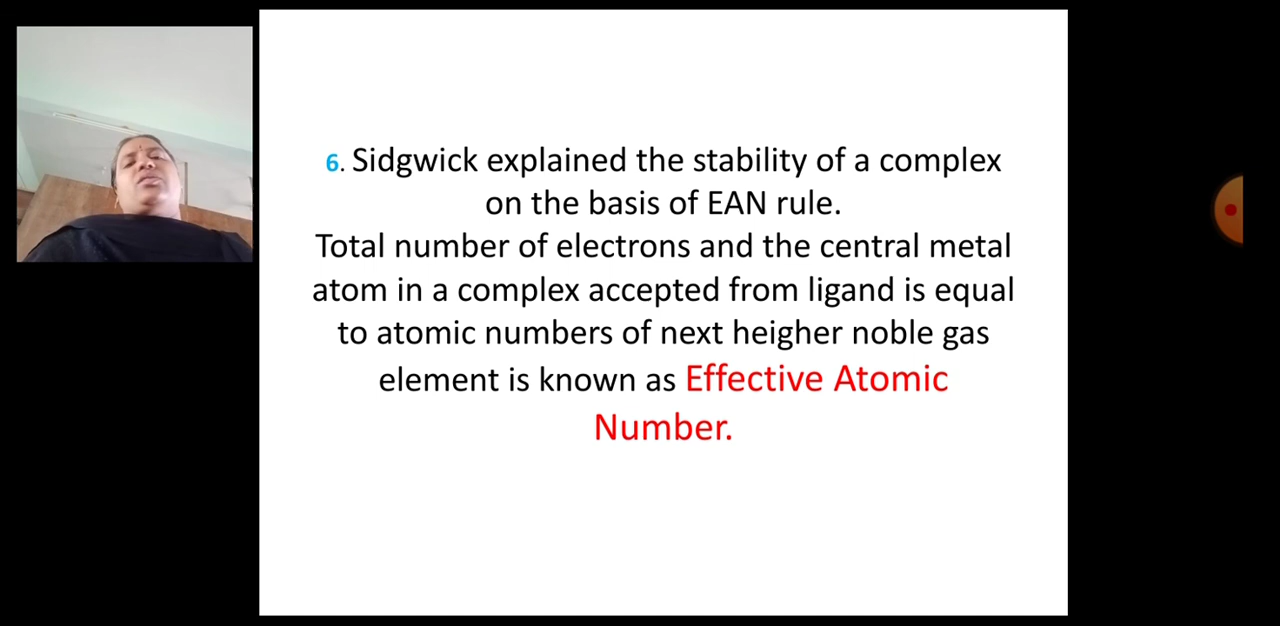 6. Sidgwick explained the stability of a complex
on the basis of EAN rule.
Total number of electrons and the central metal
atom in a complex accepted from ligand is equal
to atomic numbers of next heigher noble gas
element is known as Effective Atomic
Number.